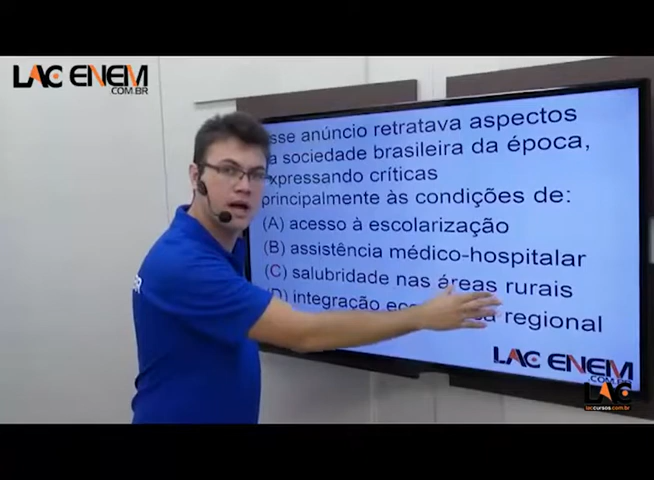 LAC ENEM
.COM.BR
sse anúncio retratava aspectos
a sociedade brasileira da época,
xpressando críticas
principalmente às condições de:
(A) acesso à escolarização
(B) assistência médico-hospitalar
(C) salubridade nas áreas rurais
(D) integração ec a regional
LAC ENEM
.COM.BR
LAC
laccursos.com.br